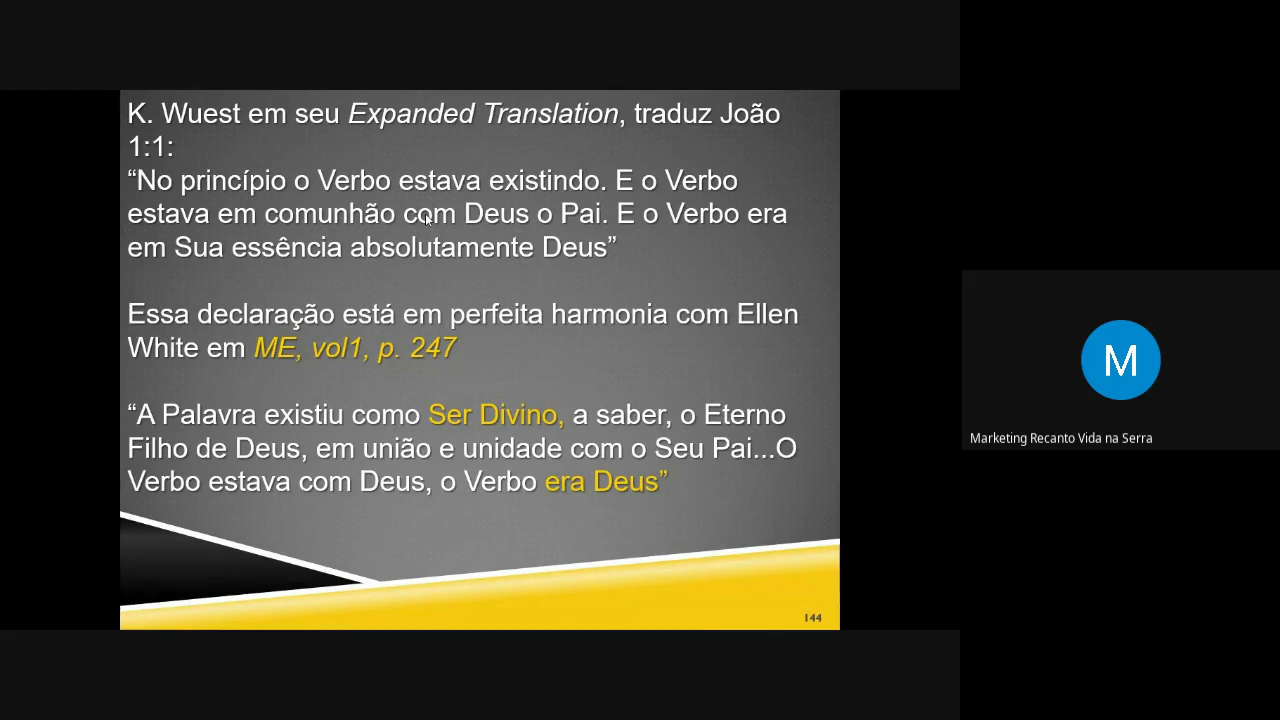 K. Wuest em seu Expanded Translation, traduz João
1:1:
“No princípio o Verbo estava existindo. E o Verbo
estava em comunhão com Deus o Pai. E o Verbo era
em Sua essência absolutamente Deus”
Essa declaração está em perfeita harmonia com Ellen
White em ME, vol1, p. 247
“A Palavra existiu como Ser Divino, a saber, o Eterno
Filho de Deus, em união e unidade com o Seu Pai...O
Verbo estava com Deus, o Verbo era Deus”
144
M
Marketing Recanto Vida na Serra